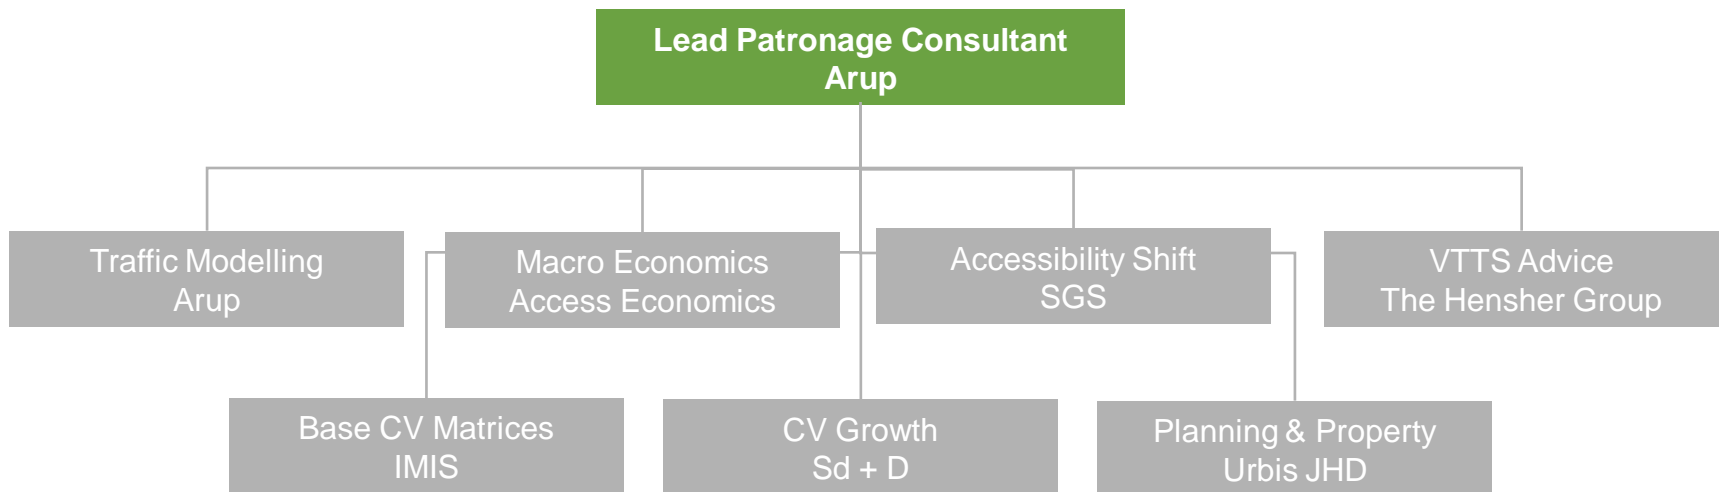 Lead Patronage Consultant
Arup
Traffic Modelling
Arup
Macro Economics
Access Economics
Accessibility Shift
SGS
VTTS Advice
The Hensher Group
Base CV Matrices
IMIS
CV Growth
Sd + D
Planning & Property
Urbis JHD